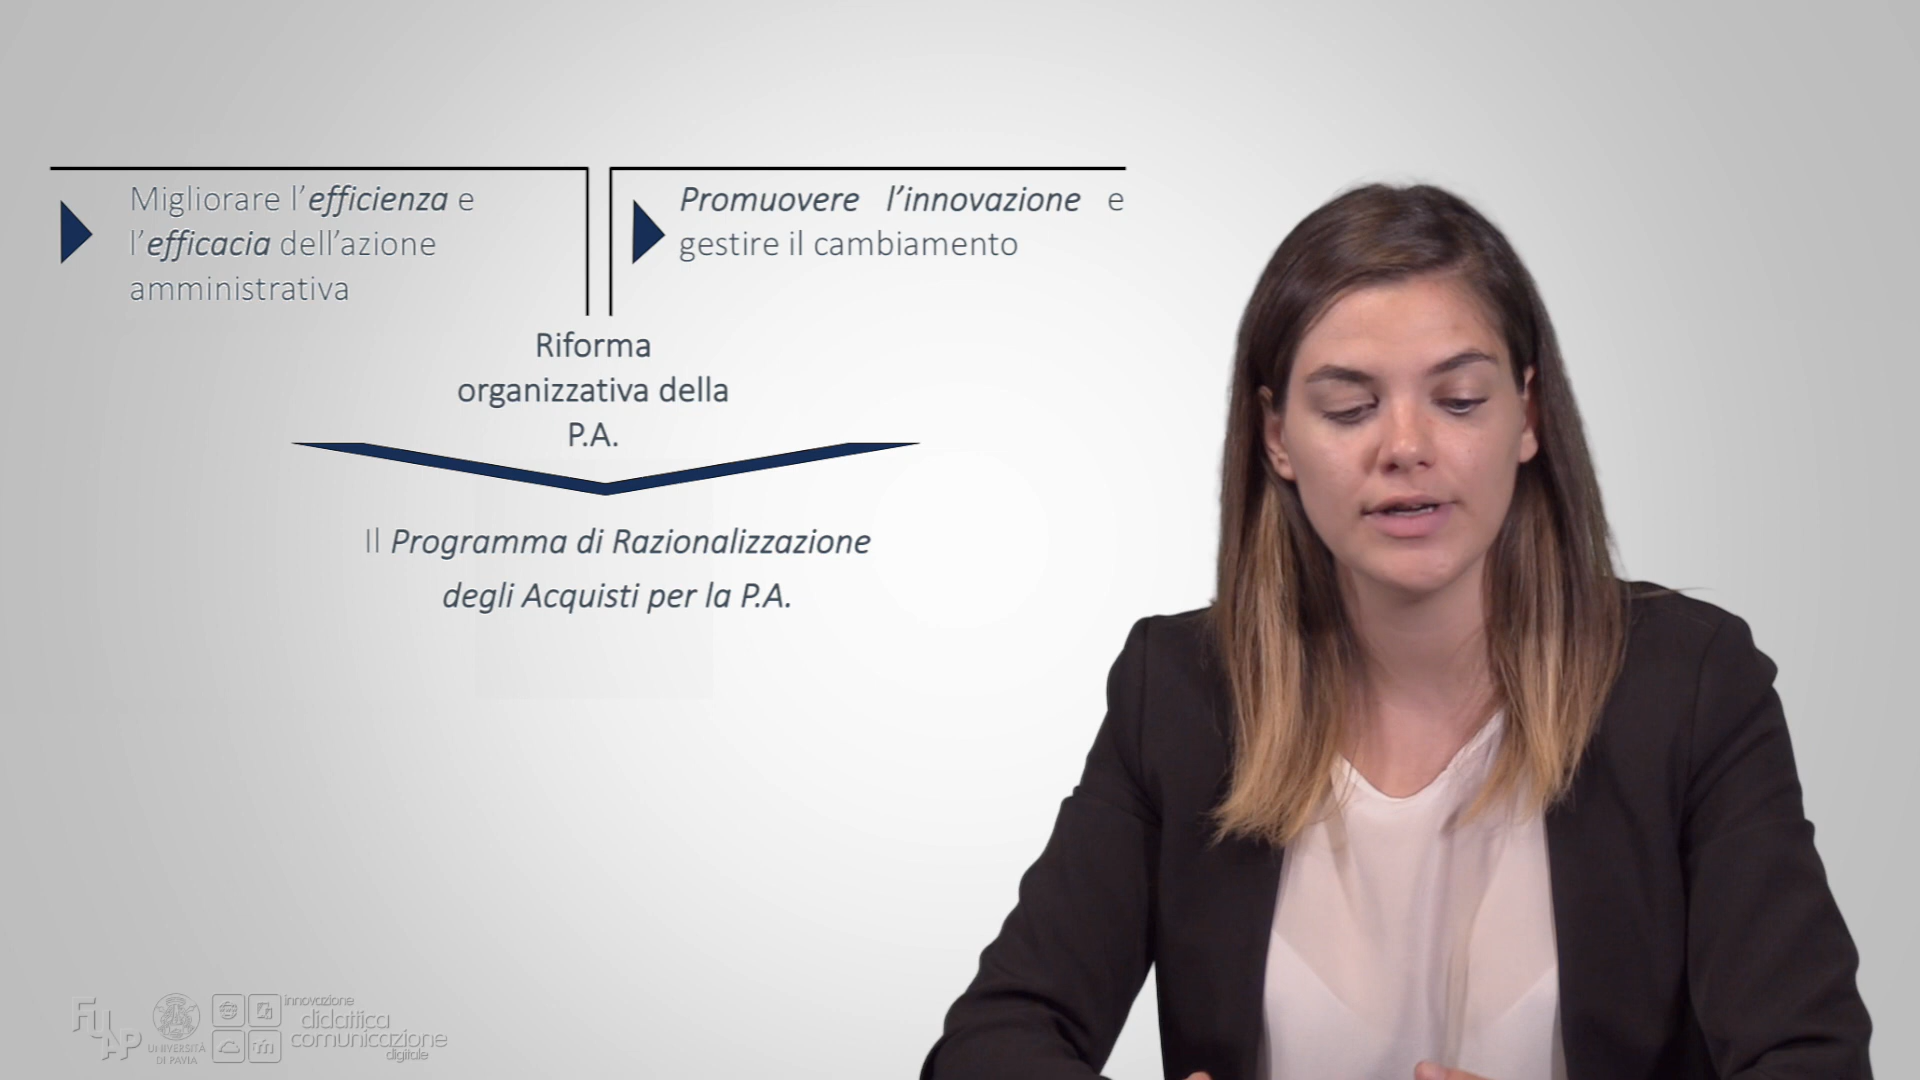 Migliorare l'efficienza e
l'efficacia dell'azione
amministrativa
Promuovere l'innovazione e
gestire il cambiamento
Riforma
organizzativa della
P.A.
Il Programma di Razionalizzazione
degli Acquisti per la P.A.
UNIVERSITÀ
DI PAVIA
innovazione
didattica
comunicazione
digitale